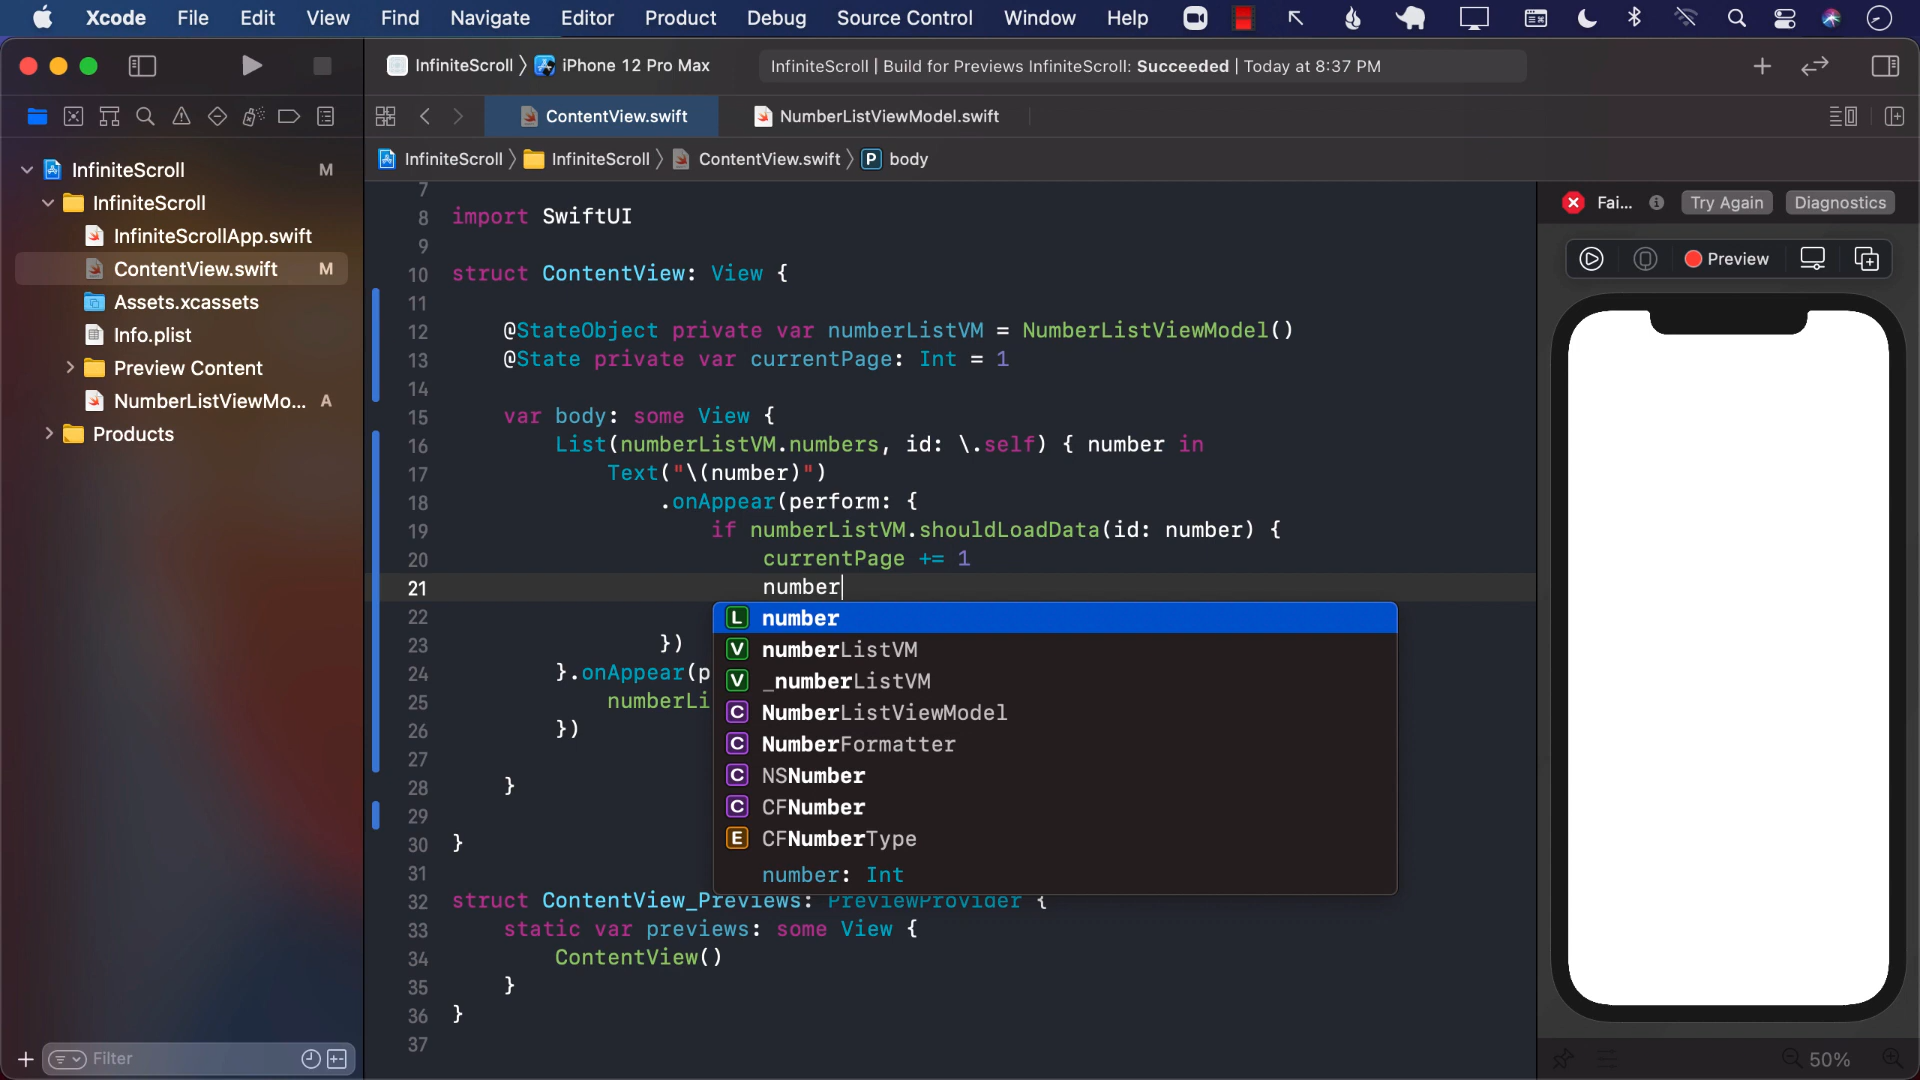 Xcode File Edit View Find Navigate Editor Product Debug Source Control Window Help
InfiniteScroll 〉 iPhone 12 Pro Max
InfiniteScroll | Build for Previews InfiniteScroll: Succeeded | Today at 8:37 PM
ContentView.swift
NumberListViewModel.swift
InfiniteScroll 〉 InfiniteScroll 〉 ContentView.swift 〉 P body
InfiniteScroll M
InfiniteScroll
InfiniteScrollApp.swift
ContentView.swift M
Assets.xcassets
Info.plist
Preview Content
NumberListViewMo... A
Products
Filter
7
8 import SwiftUI
9
10 struct ContentView: View {
11
12 @StateObject private var numberListVM = NumberListViewModel()
13 @State private var currentPage: Int = 1
14
15 var body: some View {
16 List(numberListVM.numbers, id: \.self) { number in
17 Text("\(number)")
18 .onAppear(perform: {
19 if numberListVM.shouldLoadData(id: number) {
20 currentPage += 1
21 number
22
23 })
24 }.onAppear(p
25 numberLi
26 })
27
28 }
29
30 }
31
32 struct ContentView_Previews: PreviewProvider {
33 static var previews: some View {
34 ContentView()
35 }
36 }
37
L number
V numberListVM
V _numberListVM
C NumberListViewModel
C NumberFormatter
C NSNumber
C CFNumber
E CFNumberType
number: Int
Fai... Try Again Diagnostics
Preview
50%